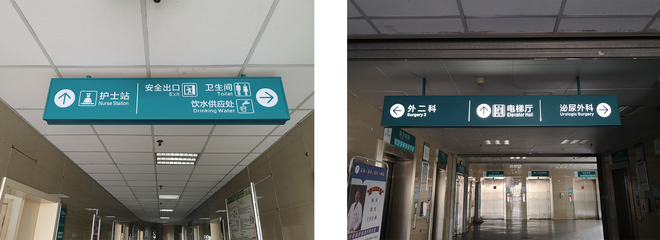 护士站
Nurse Station
安全出口
Exit
卫生间
Toilet
饮水供应处
Drinking Water
外二科
Surgery 2
电梯厅
Elevator Hall
泌尿外科
Urologic Surgery